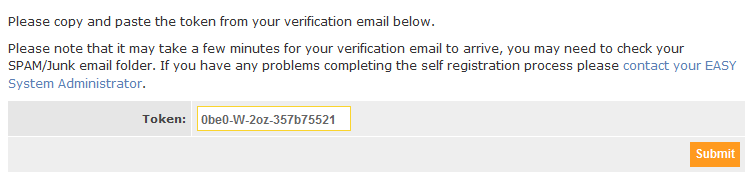 Please copy and paste the token from your verification email below.
Please note that it may take a few minutes for your verification email to arrive, you may need to check your
SPAM/Junk email folder. If you have any problems completing the self registration process please contact your EASY
System Administrator.
Token: 0be0-W-2oz-357b75521
Submit